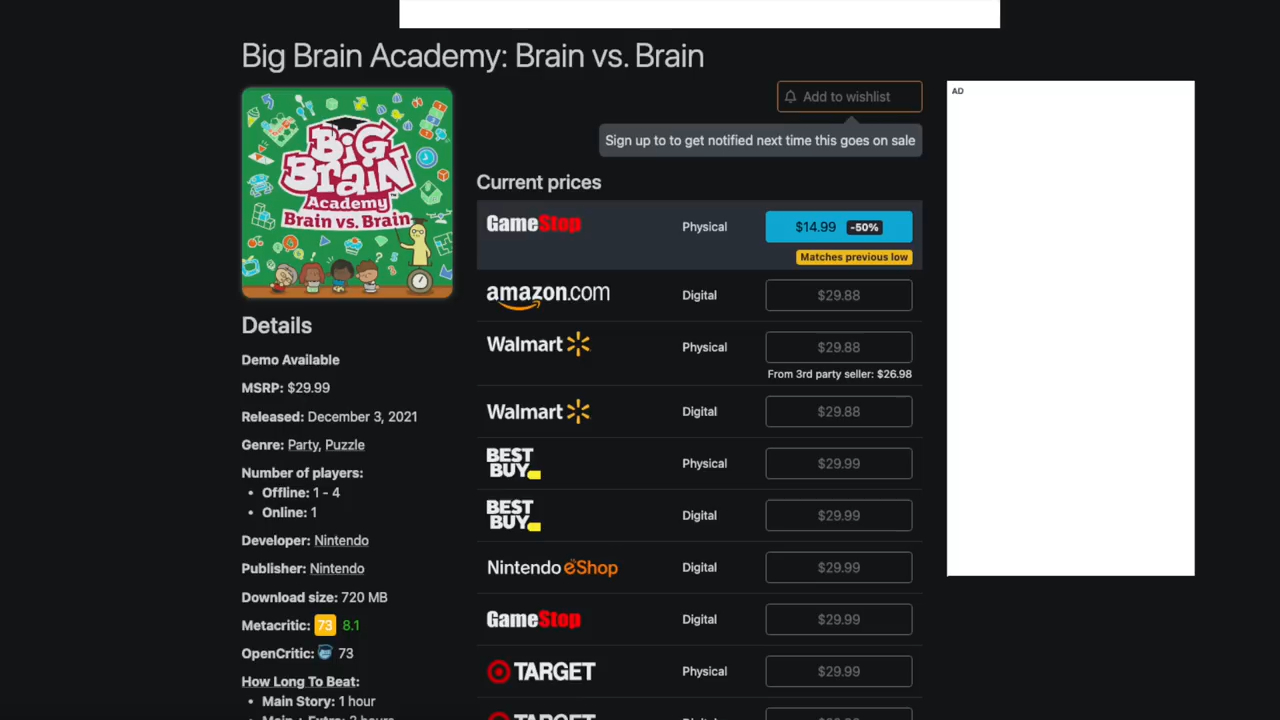 Big Brain Academy: Brain vs. Brain
BiG
BRaiN
Academy
Brain vs. Brain
Add to wishlist
Sign up to to get notified next time this goes on sale
AD
Current prices
GameStop Physical $14.99 -50%
Matches previous low
amazon.com Digital $29.88
Walmart Physical $29.88
From 3rd party seller: $26.98
Walmart Digital $29.88
BEST BUY Physical $29.99
BEST BUY Digital $29.99
Nintendo eShop Digital $29.99
GameStop Digital $29.99
TARGET Physical $29.99
Details
Demo Available
MSRP: $29.99
Released: December 3, 2021
Genre: Party, Puzzle
Number of players:
• Offline: 1 - 4
• Online: 1
Developer: Nintendo
Publisher: Nintendo
Download size: 720 MB
Metacritic: 73 8.1
OpenCritic: 73
How Long To Beat:
• Main Story: 1 hour